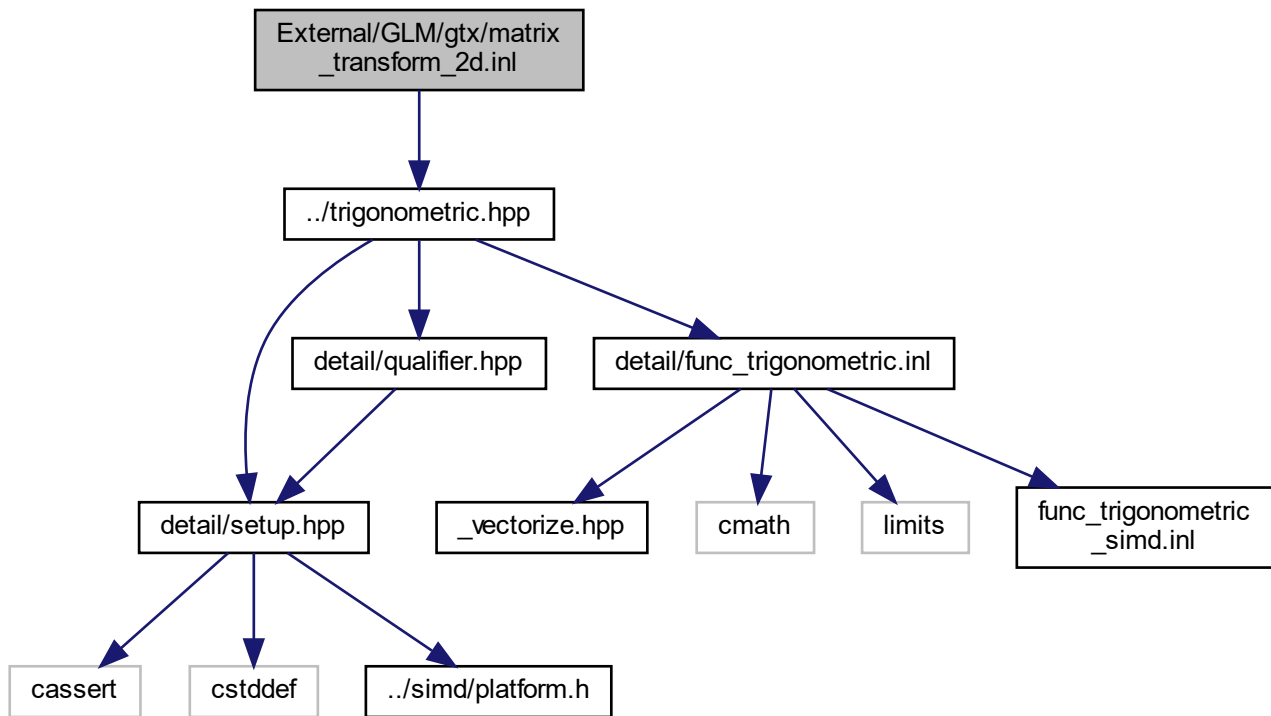 External/GLM/gtx/matrix
_transform_2d.inl
../trigonometric.hpp
detail/qualifier.hpp
detail/func_trigonometric.inl
detail/setup.hpp
_vectorize.hpp
cmath
limits
func_trigonometric
_simd.inl
cassert
cstddef
../simd/platform.h